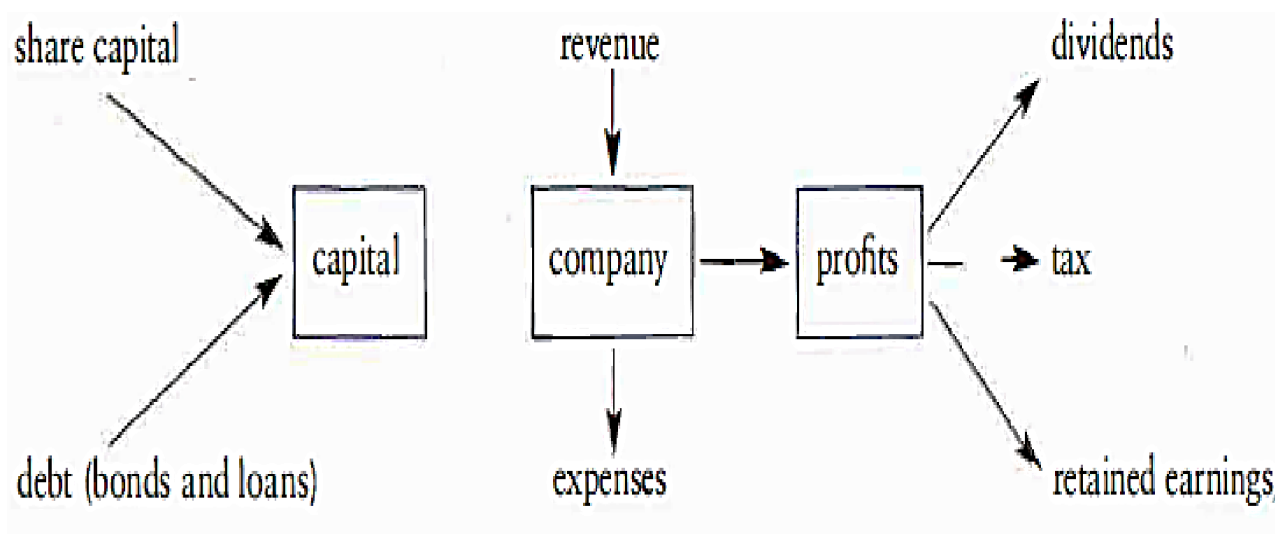 share capital
revenue
dividends
capital
company
profits
tax
debt (bonds and loans)
expenses
retained earnings